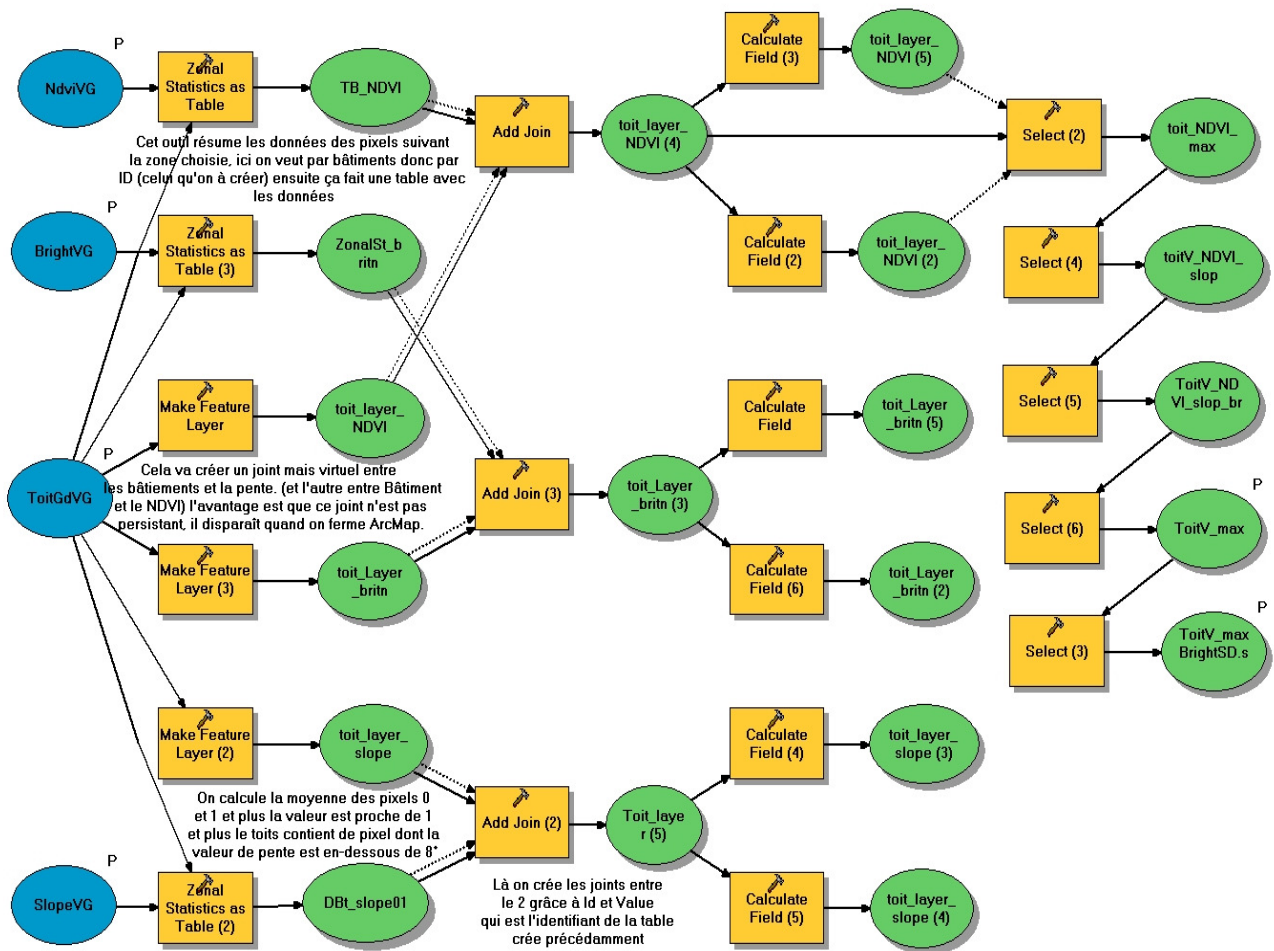 P
NdviVG
Zonal
Statistics as
Table
TB_NDVI
Add Join
toit_layer_
NDVI (4)
Calculate
Field (3)
toit_layer_
NDVI (5)
Select (2)
toit_NDVI_
max
Cet outil résume les données des pixels suivant
la zone choisie, ici on veut par bâtiments donc par
ID (celui qu'on à créer) ensuite ça fait une table avec
les données
P
BrightVG
Zonal
Statistics as
Table (3)
ZonalSt_b
ritn
Calculate
Field (2)
toit_layer_
NDVI (2)
Select (4)
toitV_NDVI_
slop
Make Feature
Layer
toit_layer_
NDVI
Calculate
Field
toit_Layer
_britn (5)
Select (5)
ToitV_ND
VI_slop_br
P
ToitGdVG
Cela va créer un joint mais virtuel entre
les bâtiements et la pente. (et l'autre entre Bâtiment
et le NDVI) l'avantage est que ce joint n'est pas
persistant, il disparaît quand on ferme ArcMap.
Add Join (3)
toit_Layer
_britn (3)
Select (6)
ToitV_max
Make Feature
Layer (3)
toit_Layer
_britn
Calculate
Field (6)
toit_Layer
_britn (2)
P
Select (3)
ToitV_max
BrightSD.s
Make Feature
Layer (2)
toit_layer_
slope
Calculate
Field (4)
toit_layer_
slope (3)
On calcule la moyenne des pixels 0
et 1 et plus la valeur est proche de 1
et plus le toits contient de pixel dont la
valeur de pente est en-dessous de 8°
Add Join (2)
Toit_laye
r (5)
P
SlopeVG
Zonal
Statistics as
Table (2)
DBt_slope01
Là on crée les joints entre
le 2 grâce à Id et Value
qui est l'identifiant de la table
crée précédamment
Calculate
Field (5)
toit_layer_
slope (4)